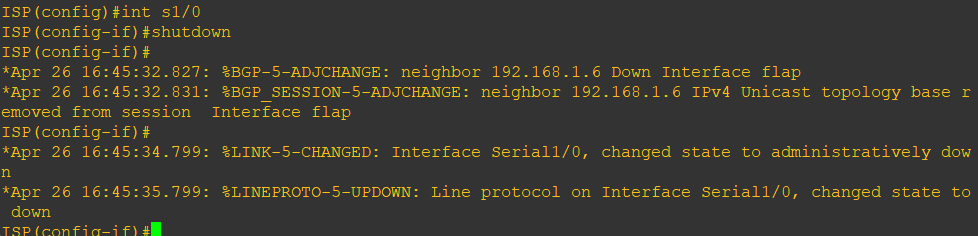 ISP(config)#int s1/0
ISP(config-if)#shutdown
ISP(config-if)#
*Apr 26 16:45:32.827: %BGP-5-ADJCHANGE: neighbor 192.168.1.6 Down Interface flap
*Apr 26 16:45:32.831: %BGP_SESSION-5-ADJCHANGE: neighbor 192.168.1.6 IPv4 Unicast topology base r
emoved from session  Interface flap
ISP(config-if)#
*Apr 26 16:45:34.799: %LINK-5-CHANGED: Interface Serial1/0, changed state to administratively dow
n
*Apr 26 16:45:35.799: %LINEPROTO-5-UPDOWN: Line protocol on Interface Serial1/0, changed state to
 down
ISP(config-if)#